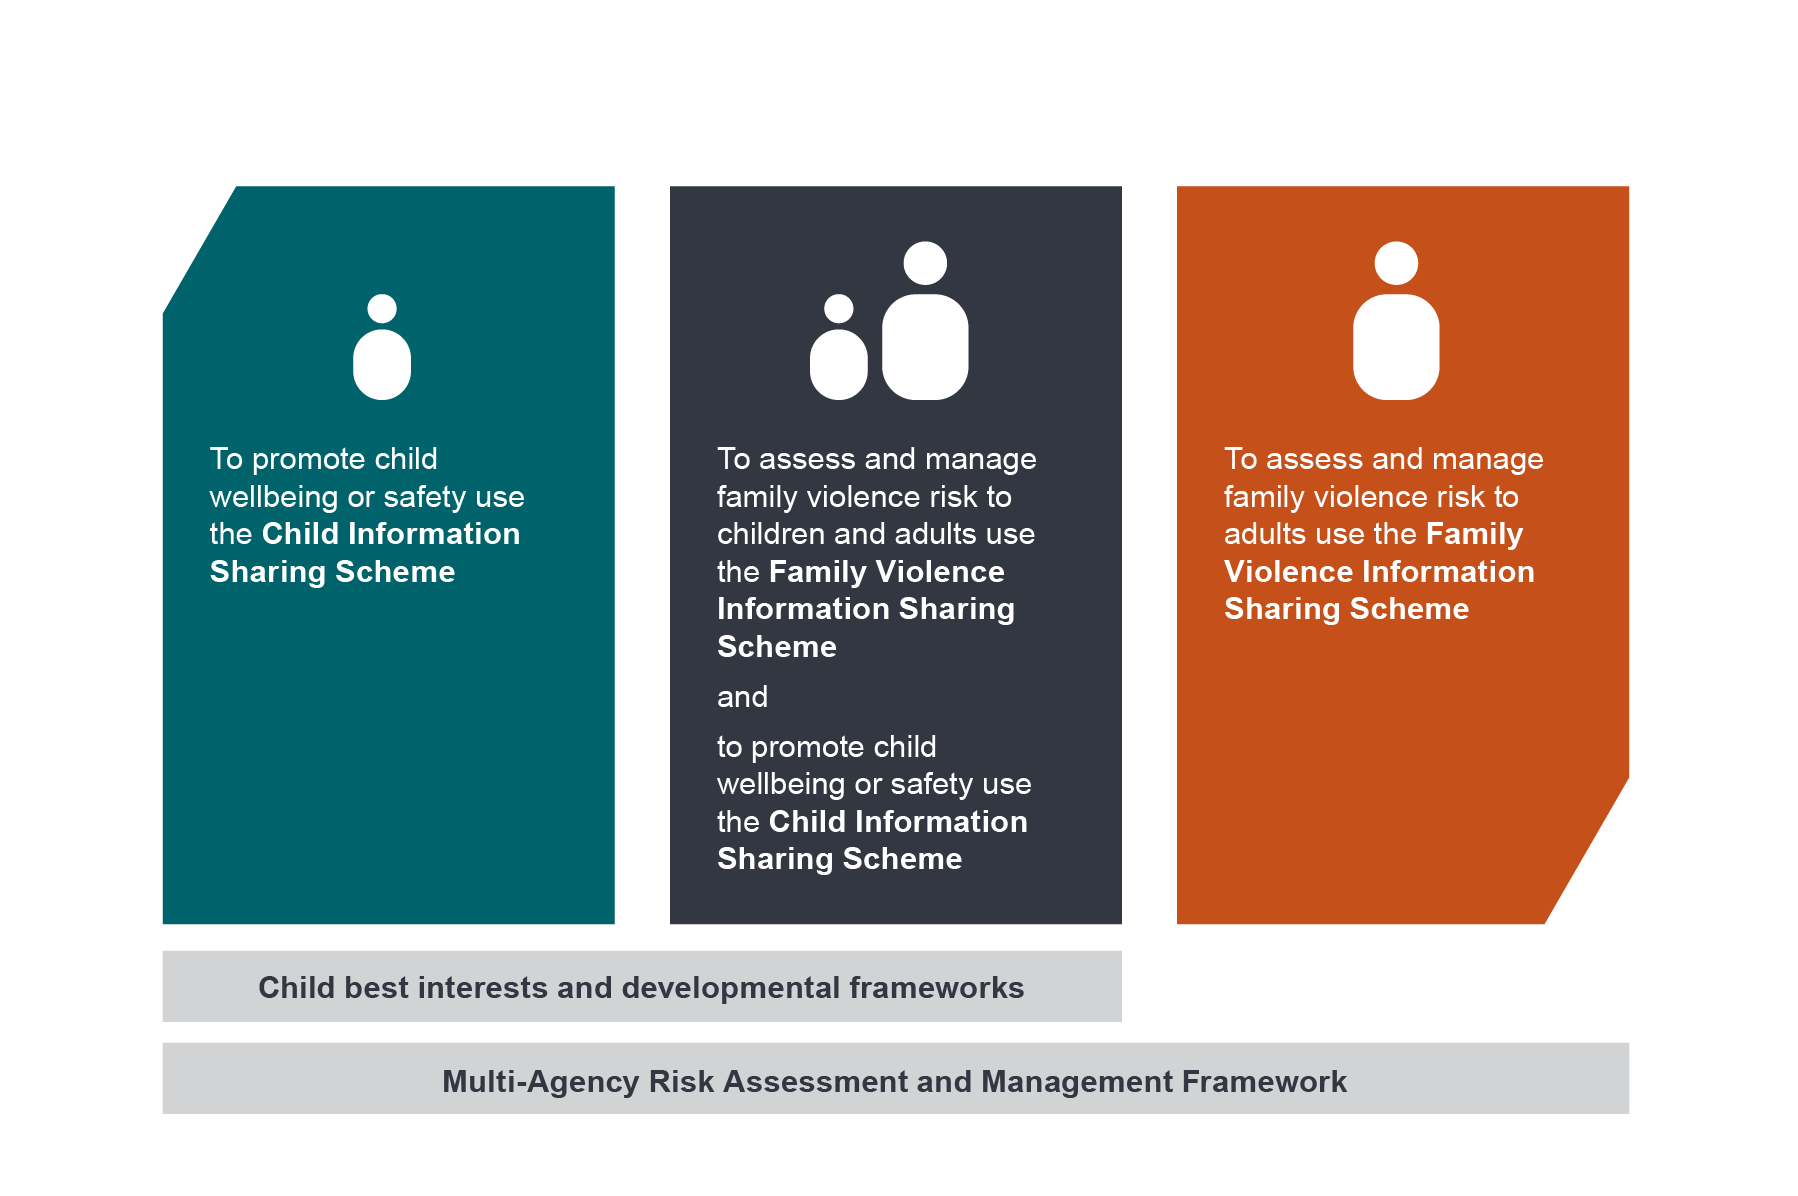 To promote child
wellbeing or safety use
the Child Information
Sharing Scheme
To assess and manage
family violence risk to
children and adults use
the Family Violence
Information Sharing
Scheme
and
to promote child
wellbeing or safety use
the Child Information
Sharing Scheme
To assess and manage
family violence risk to
adults use the Family
Violence Information
Sharing Scheme
Child best interests and developmental frameworks
Multi-Agency Risk Assessment and Management Framework